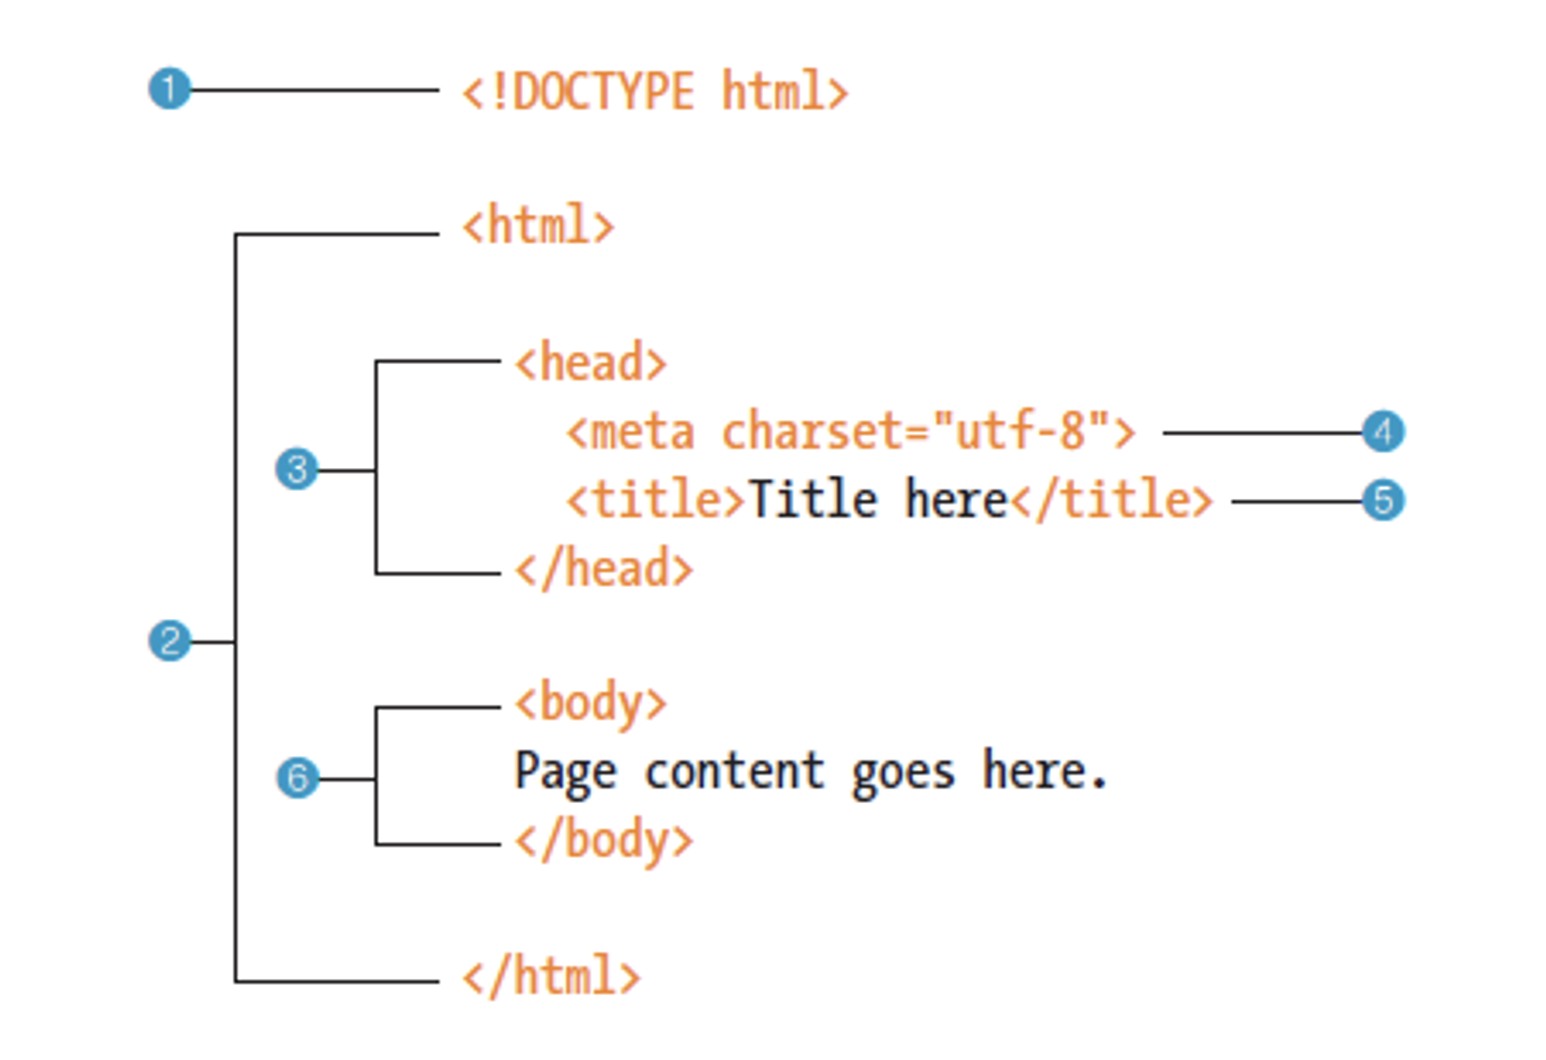 1 <!DOCTYPE html>
<html>
<head>
<meta charset="utf-8"> 4
3
<title>Title here</title> 5
</head>
2
<body>
6 Page content goes here.
</body>
</html>